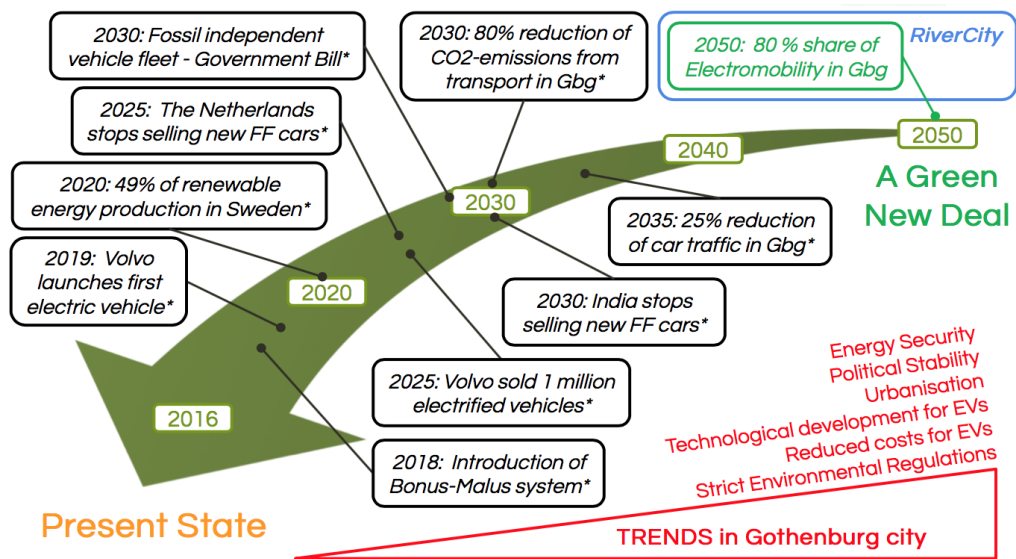 2030: Fossil independent
vehicle fleet - Government Bill*
2030: 80% reduction of
CO2-emissions from
transport in Gbg*
RiverCity
2050: 80 % share of
Electromobility in Gbg
2025: The Netherlands
stops selling new FF cars*
2050
2040
A Green
New Deal
2020: 49% of renewable
energy production in Sweden*
2030
2035: 25% reduction
of car traffic in Gbg*
2019: Volvo
launches first
electric vehicle*
2020
2030: India stops
selling new FF cars*
2025: Volvo sold 1 million
electrified vehicles*
2016
2018: Introduction of
Bonus-Malus system*
Present State
Energy Security
Political Stability
Urbanisation
Technological development for EVs
Reduced costs for EVs
Strict Environmental Regulations
TRENDS in Gothenburg city